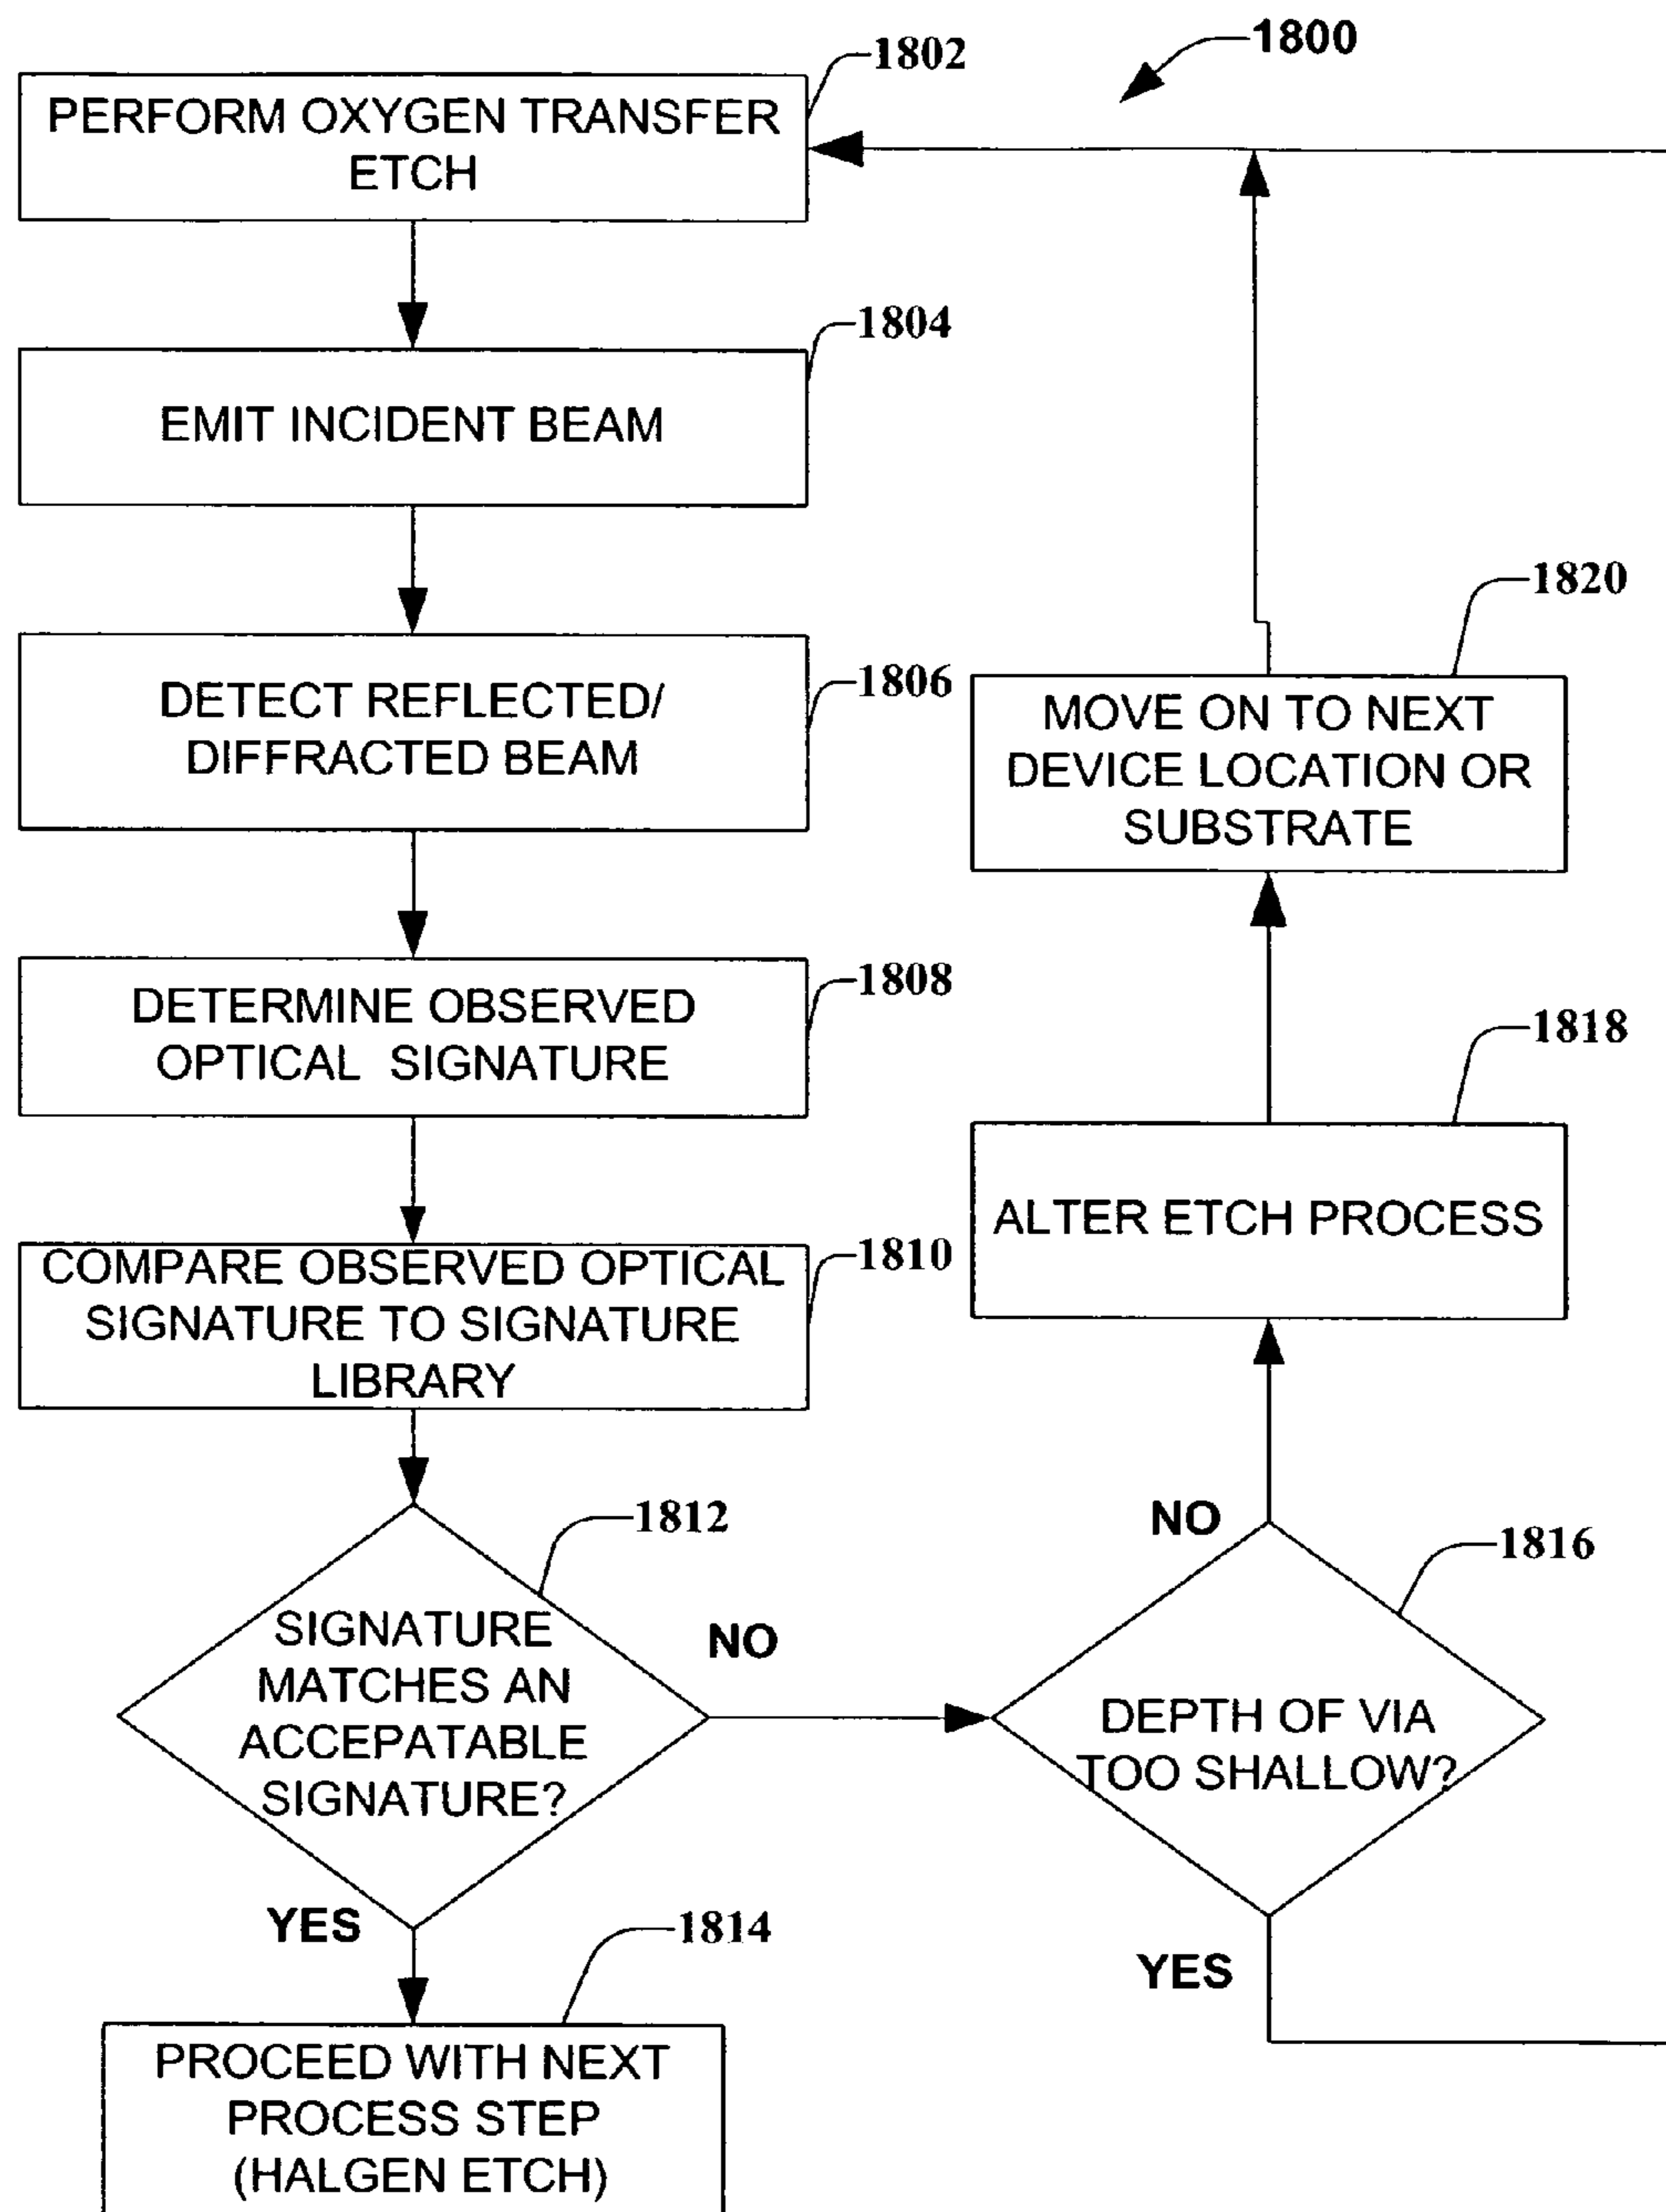 1800
1802
PERFORM OXYGEN TRANSFER
ETCH
1804
EMIT INCIDENT BEAM
1806
DETECT REFLECTED/
DIFFRACTED BEAM
1808
DETERMINE OBSERVED
OPTICAL SIGNATURE
1810
COMPARE OBSERVED OPTICAL
SIGNATURE TO SIGNATURE
LIBRARY
1812
SIGNATURE
MATCHES AN
ACCEPATABLE
SIGNATURE?
NO
YES
1814
PROCEED WITH NEXT
PROCESS STEP
(HALGEN ETCH)
1816
DEPTH OF VIA
TOO SHALLOW?
NO
YES
1818
ALTER ETCH PROCESS
1820
MOVE ON TO NEXT
DEVICE LOCATION OR
SUBSTRATE